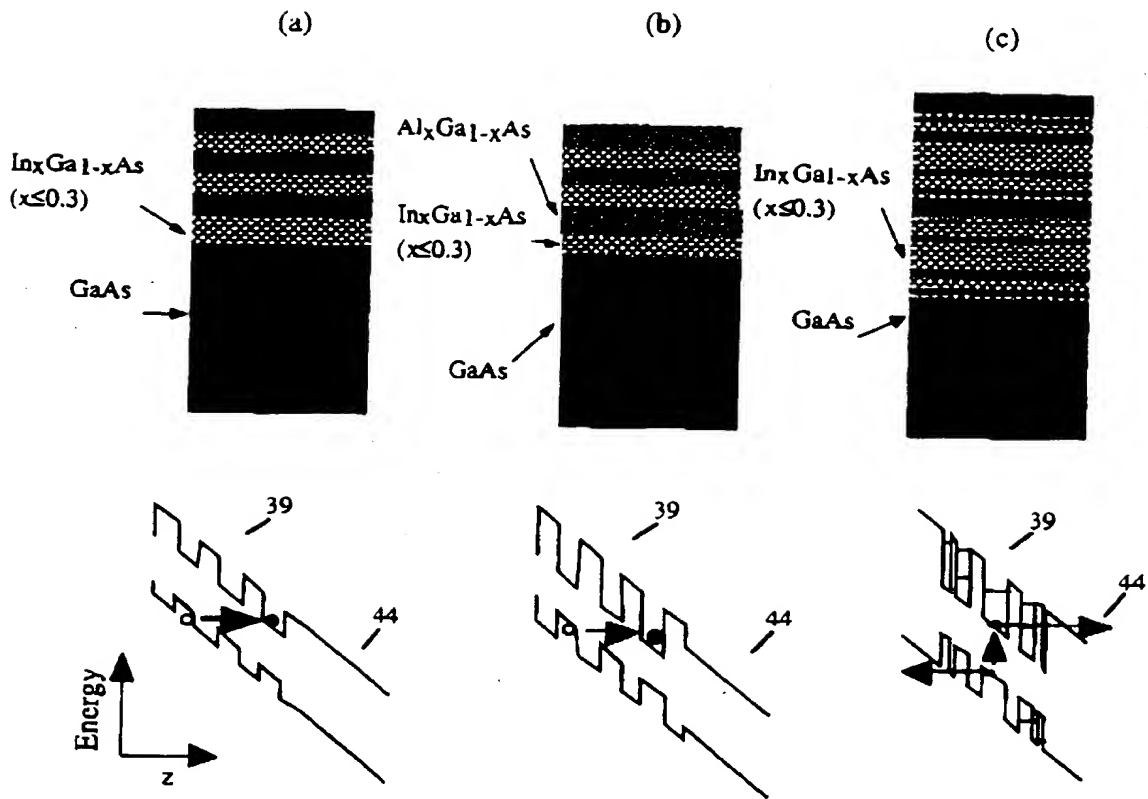 (a)
(b)
(c)
InxGa1-xAs
(x≤0.3)
GaAs
AlxGa1-xAs
InxGa1-xAs
(x≤0.3)
GaAs
InxGa1-xAs
(x≤0.3)
GaAs
39
44
39
44
39
44
Energy
z